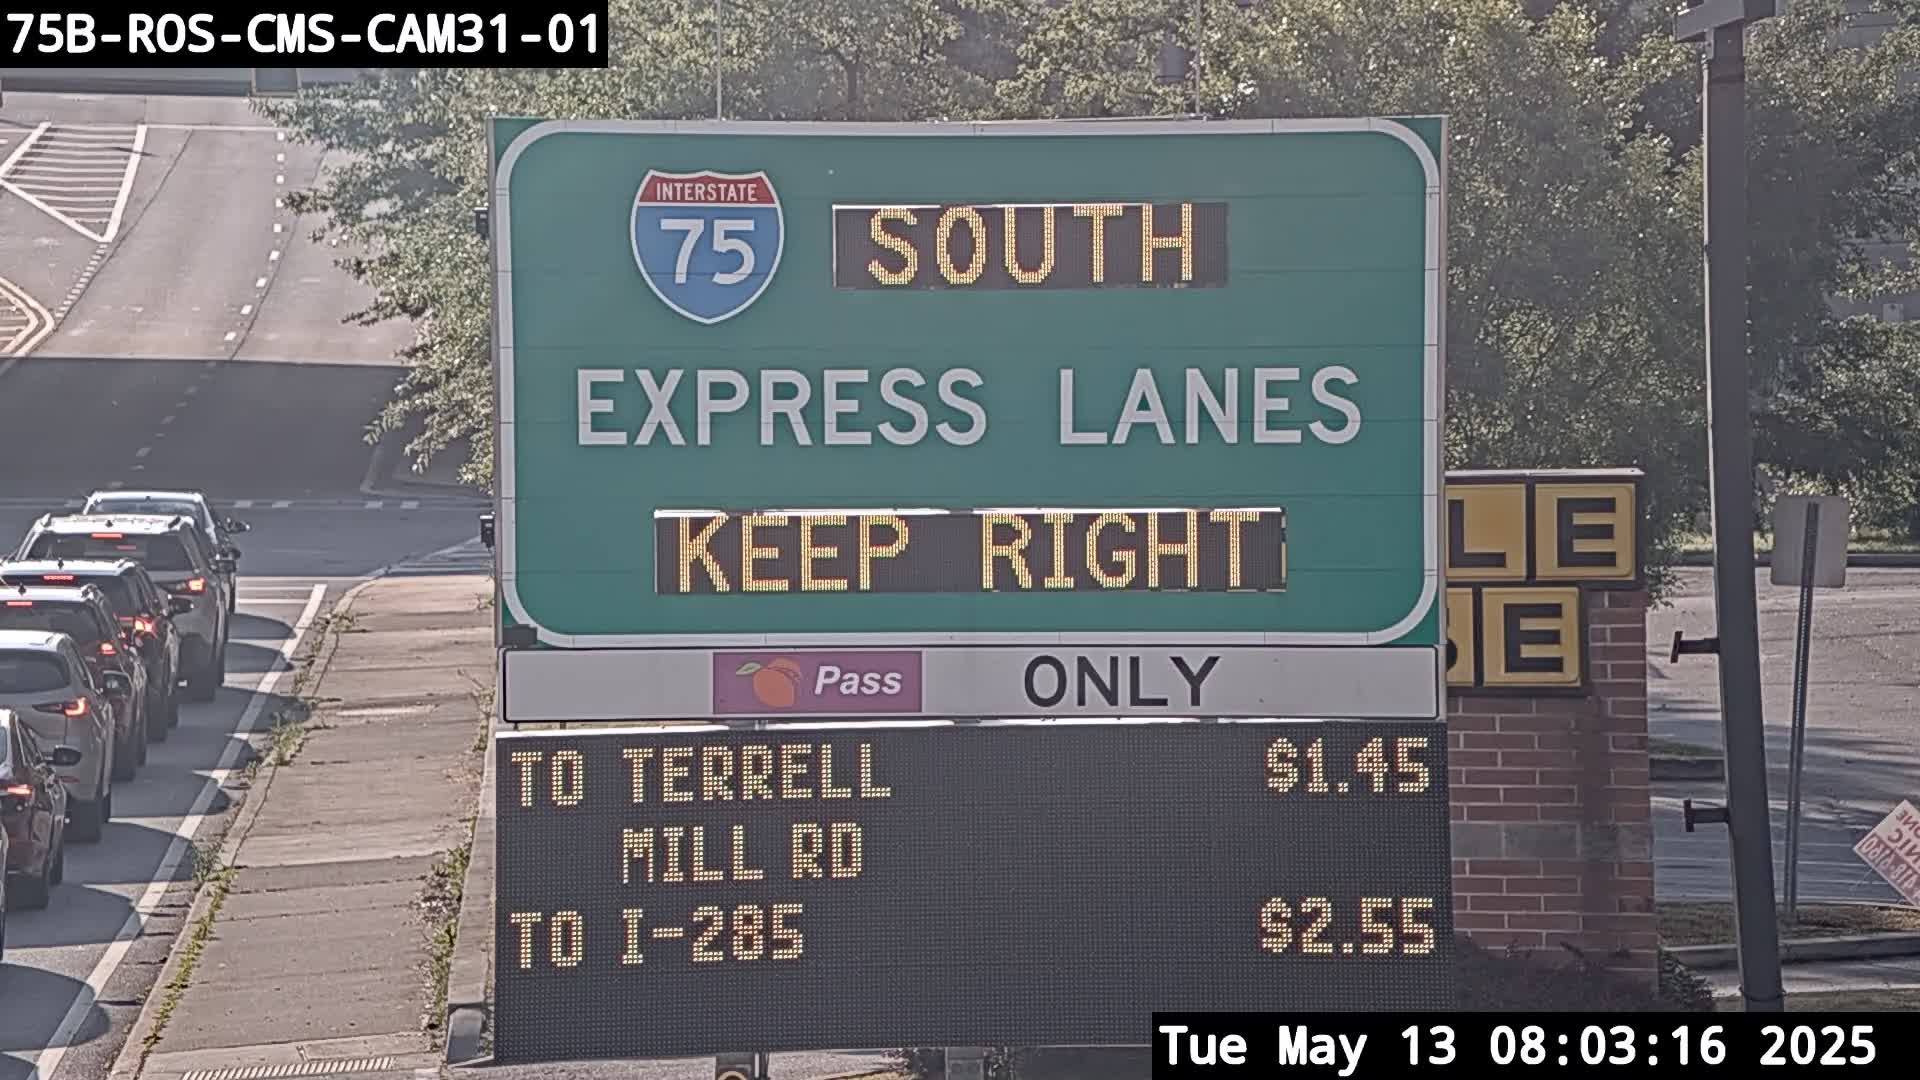 75B-ROS-CMS-CAM31-01
INTERSTATE
75
SOUTH
EXPRESS LANES
KEEP RIGHT
Pass ONLY
TO TERRELL $1.45
MILL RD
TO I-285 $2.55
LE
E
Tue May 13 08:03:16 2025